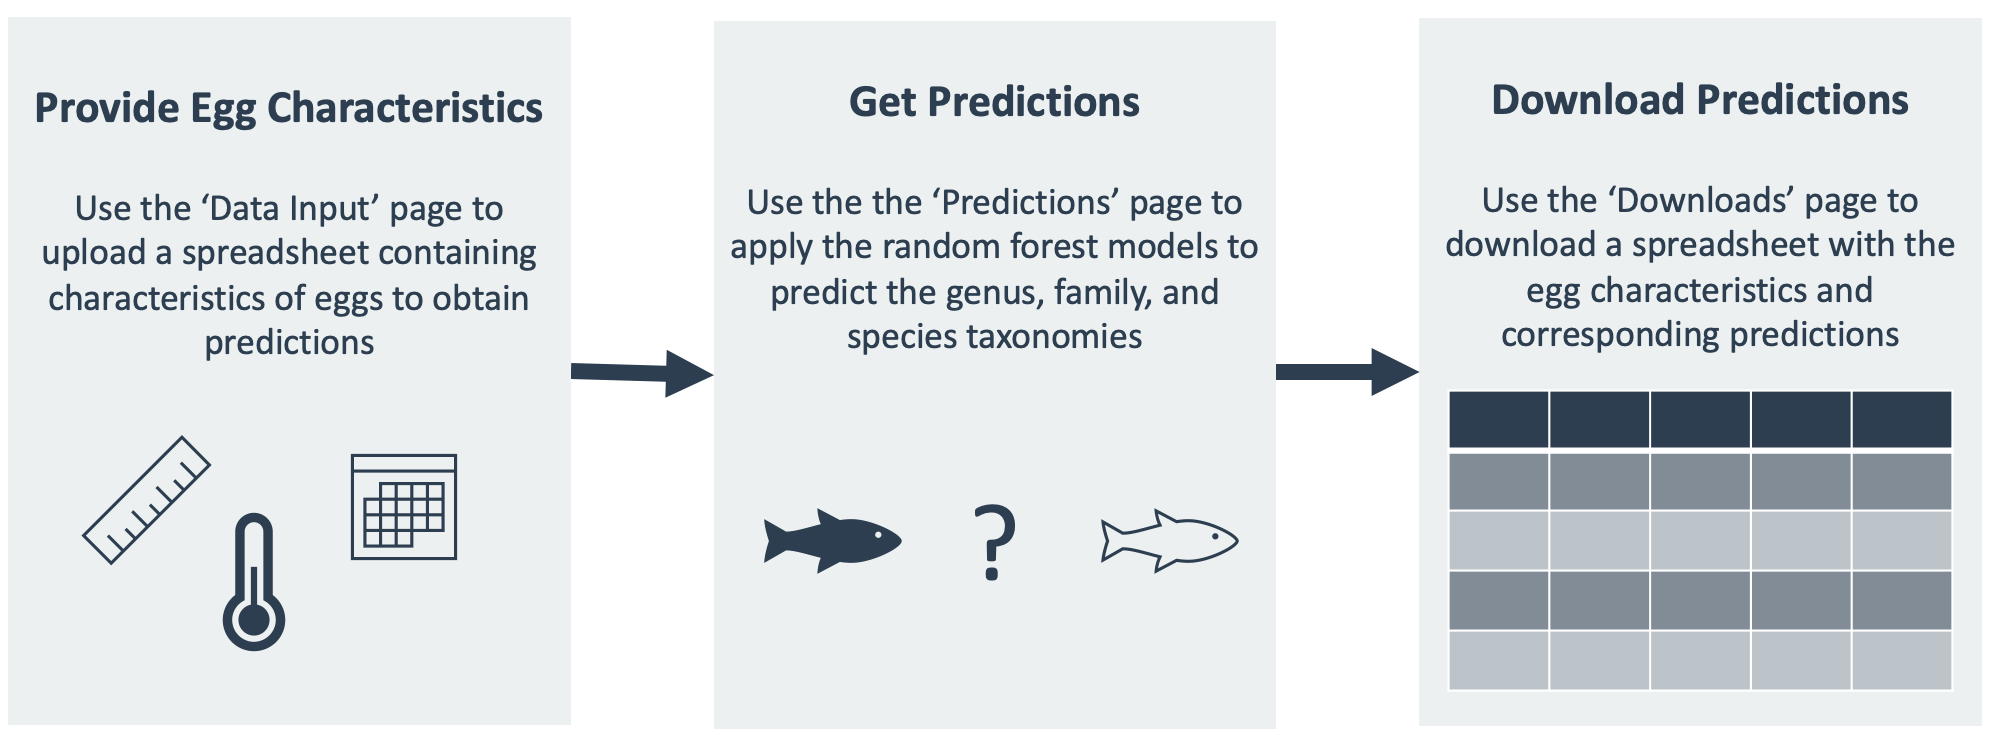 Provide Egg Characteristics
Use the ‘Data Input’ page to
upload a spreadsheet containing
characteristics of eggs to obtain
predictions
Get Predictions
Use the the ‘Predictions’ page to
apply the random forest models to
predict the genus, family, and
species taxonomies
?
Download Predictions
Use the ‘Downloads’ page to
download a spreadsheet with the
egg characteristics and
corresponding predictions